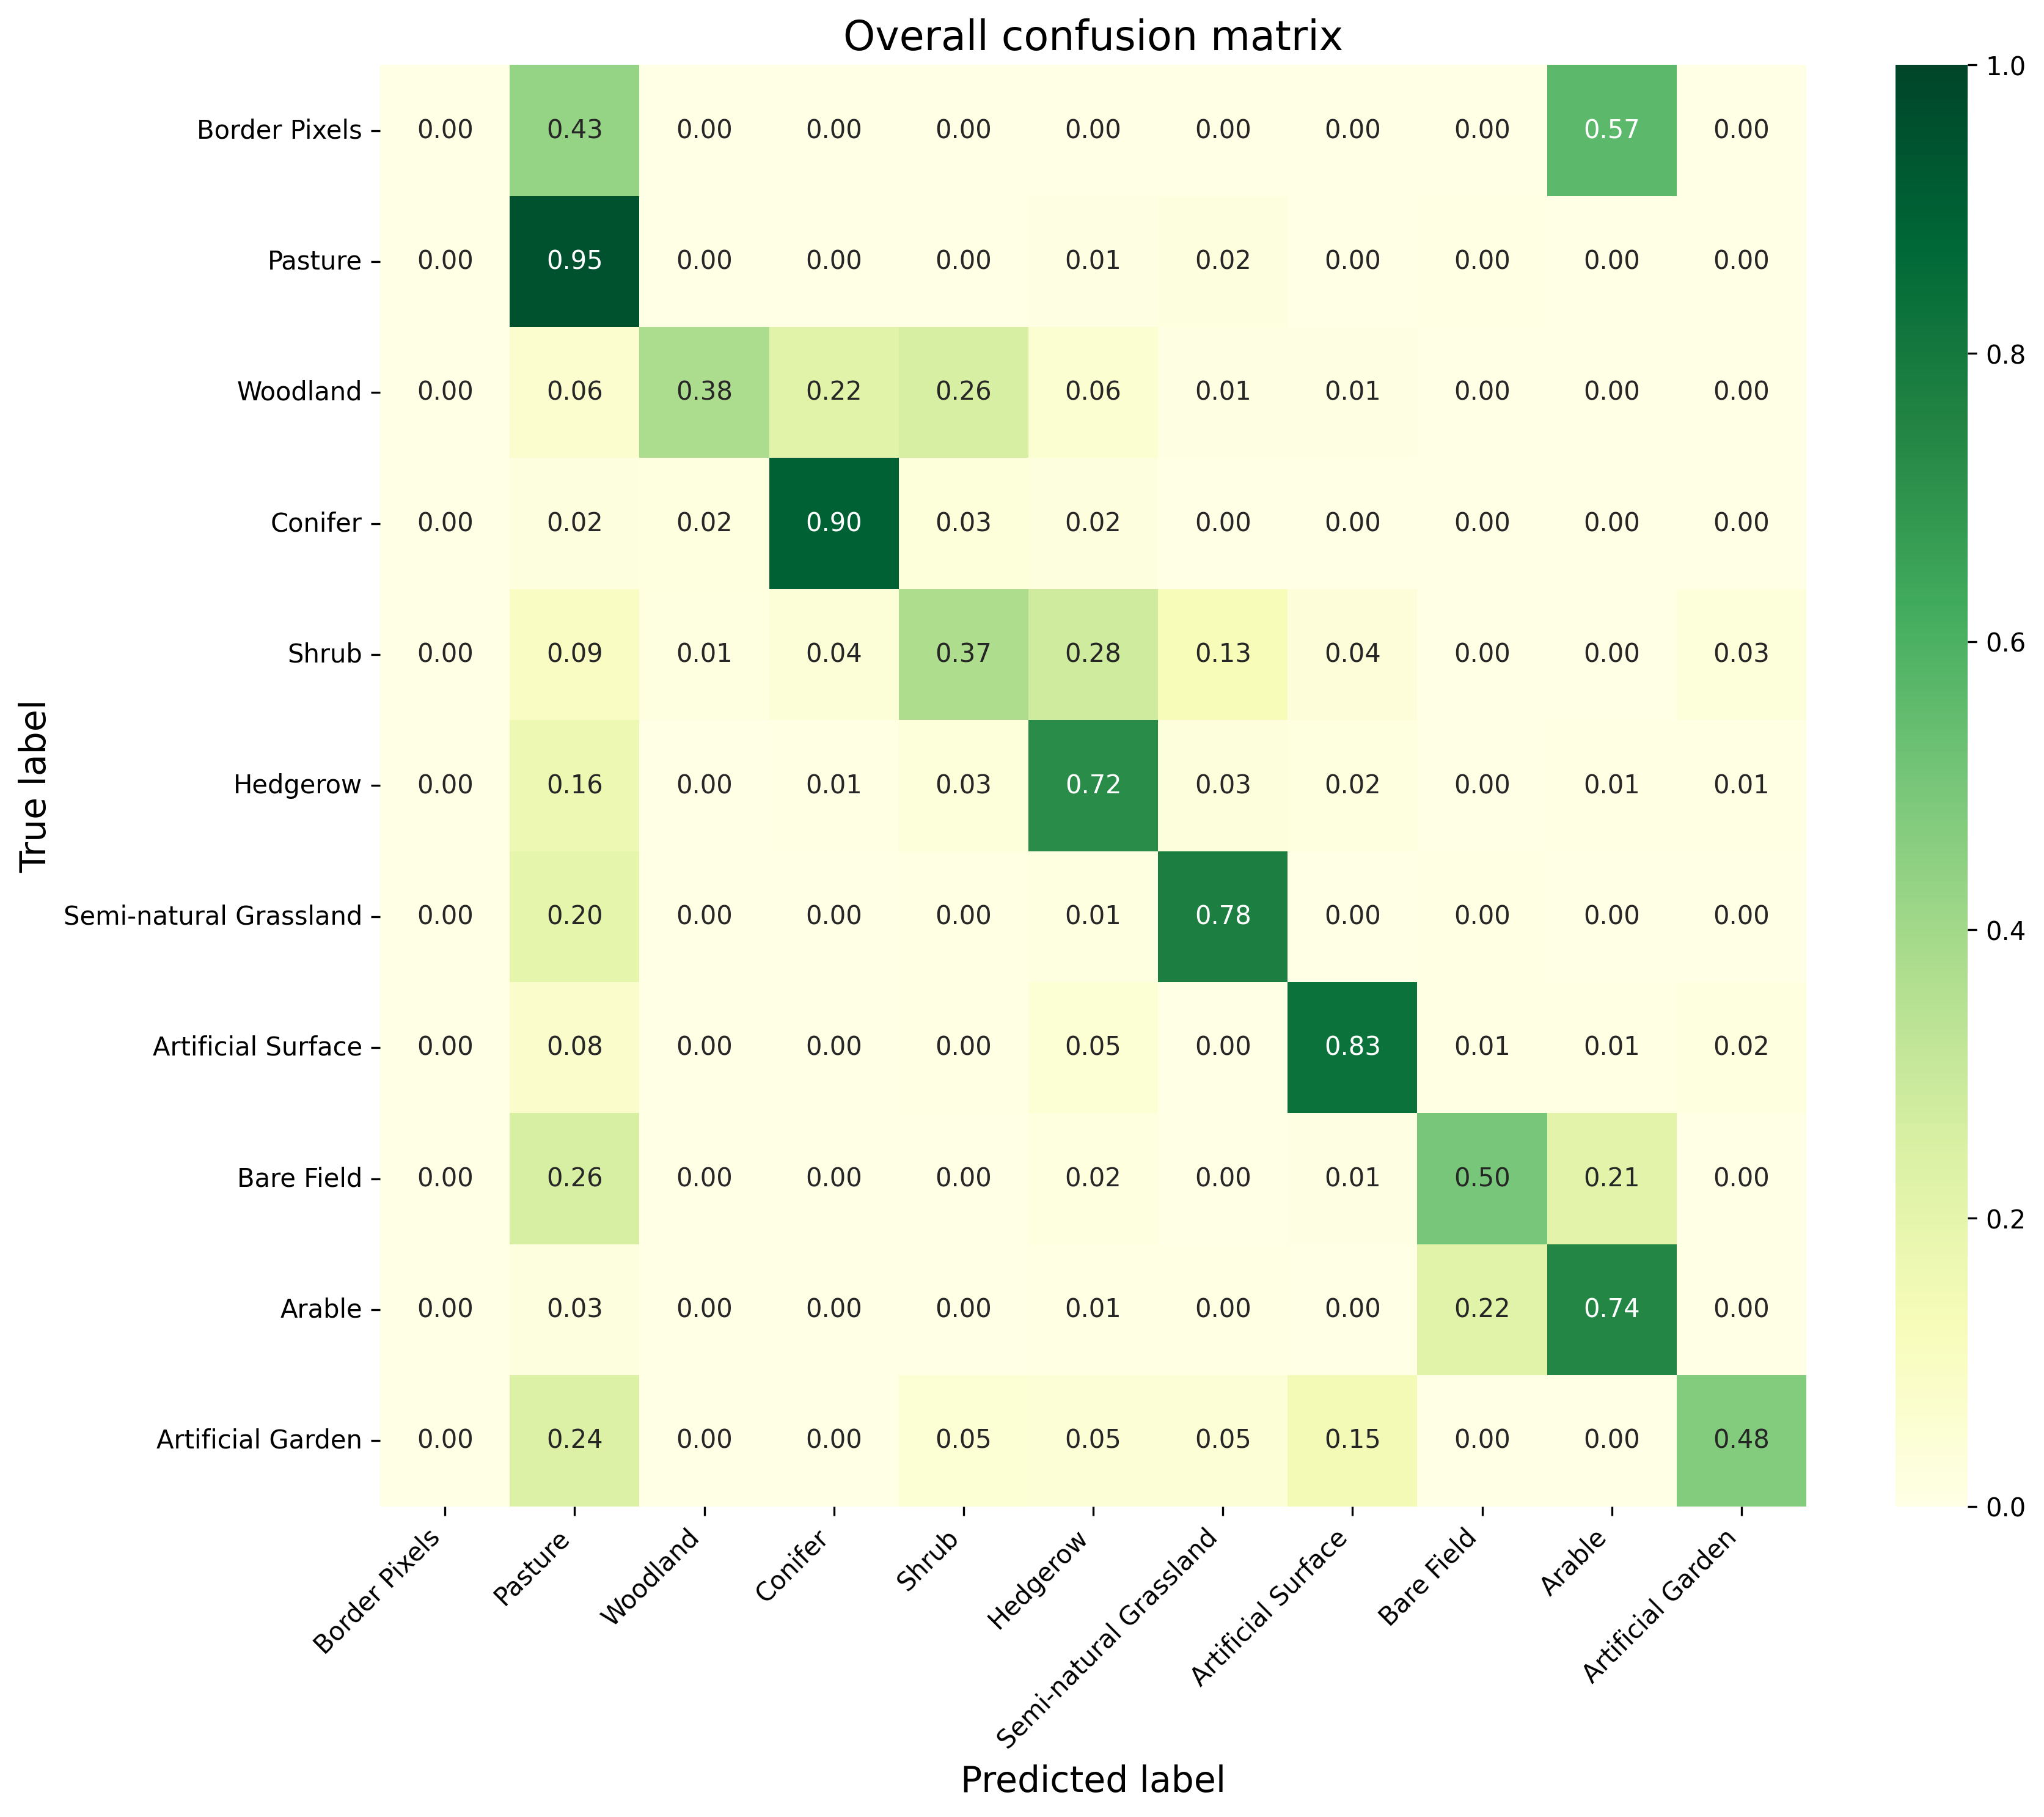 Overall confusion matrix
True label
Border Pixels 0.00 0.43 0.00 0.00 0.00 0.00 0.00 0.00 0.00 0.57 0.00
Pasture 0.00 0.95 0.00 0.00 0.00 0.01 0.02 0.00 0.00 0.00 0.00
Woodland 0.00 0.06 0.38 0.22 0.26 0.06 0.01 0.01 0.00 0.00 0.00
Conifer 0.00 0.02 0.02 0.90 0.03 0.02 0.00 0.00 0.00 0.00 0.00
Shrub 0.00 0.09 0.01 0.04 0.37 0.28 0.13 0.04 0.00 0.00 0.03
Hedgerow 0.00 0.16 0.00 0.01 0.03 0.72 0.03 0.02 0.00 0.01 0.01
Semi-natural Grassland 0.00 0.20 0.00 0.00 0.00 0.01 0.78 0.00 0.00 0.00 0.00
Artificial Surface 0.00 0.08 0.00 0.00 0.00 0.05 0.00 0.83 0.01 0.01 0.02
Bare Field 0.00 0.26 0.00 0.00 0.00 0.02 0.00 0.01 0.50 0.21 0.00
Arable 0.00 0.03 0.00 0.00 0.00 0.01 0.00 0.00 0.22 0.74 0.00
Artificial Garden 0.00 0.24 0.00 0.00 0.05 0.05 0.05 0.15 0.00 0.00 0.48
Border Pixels
Pasture
Woodland
Conifer
Shrub
Hedgerow
Semi-natural Grassland
Artificial Surface
Bare Field
Arable
Artificial Garden
Predicted label
1.0
0.8
0.6
0.4
0.2
0.0